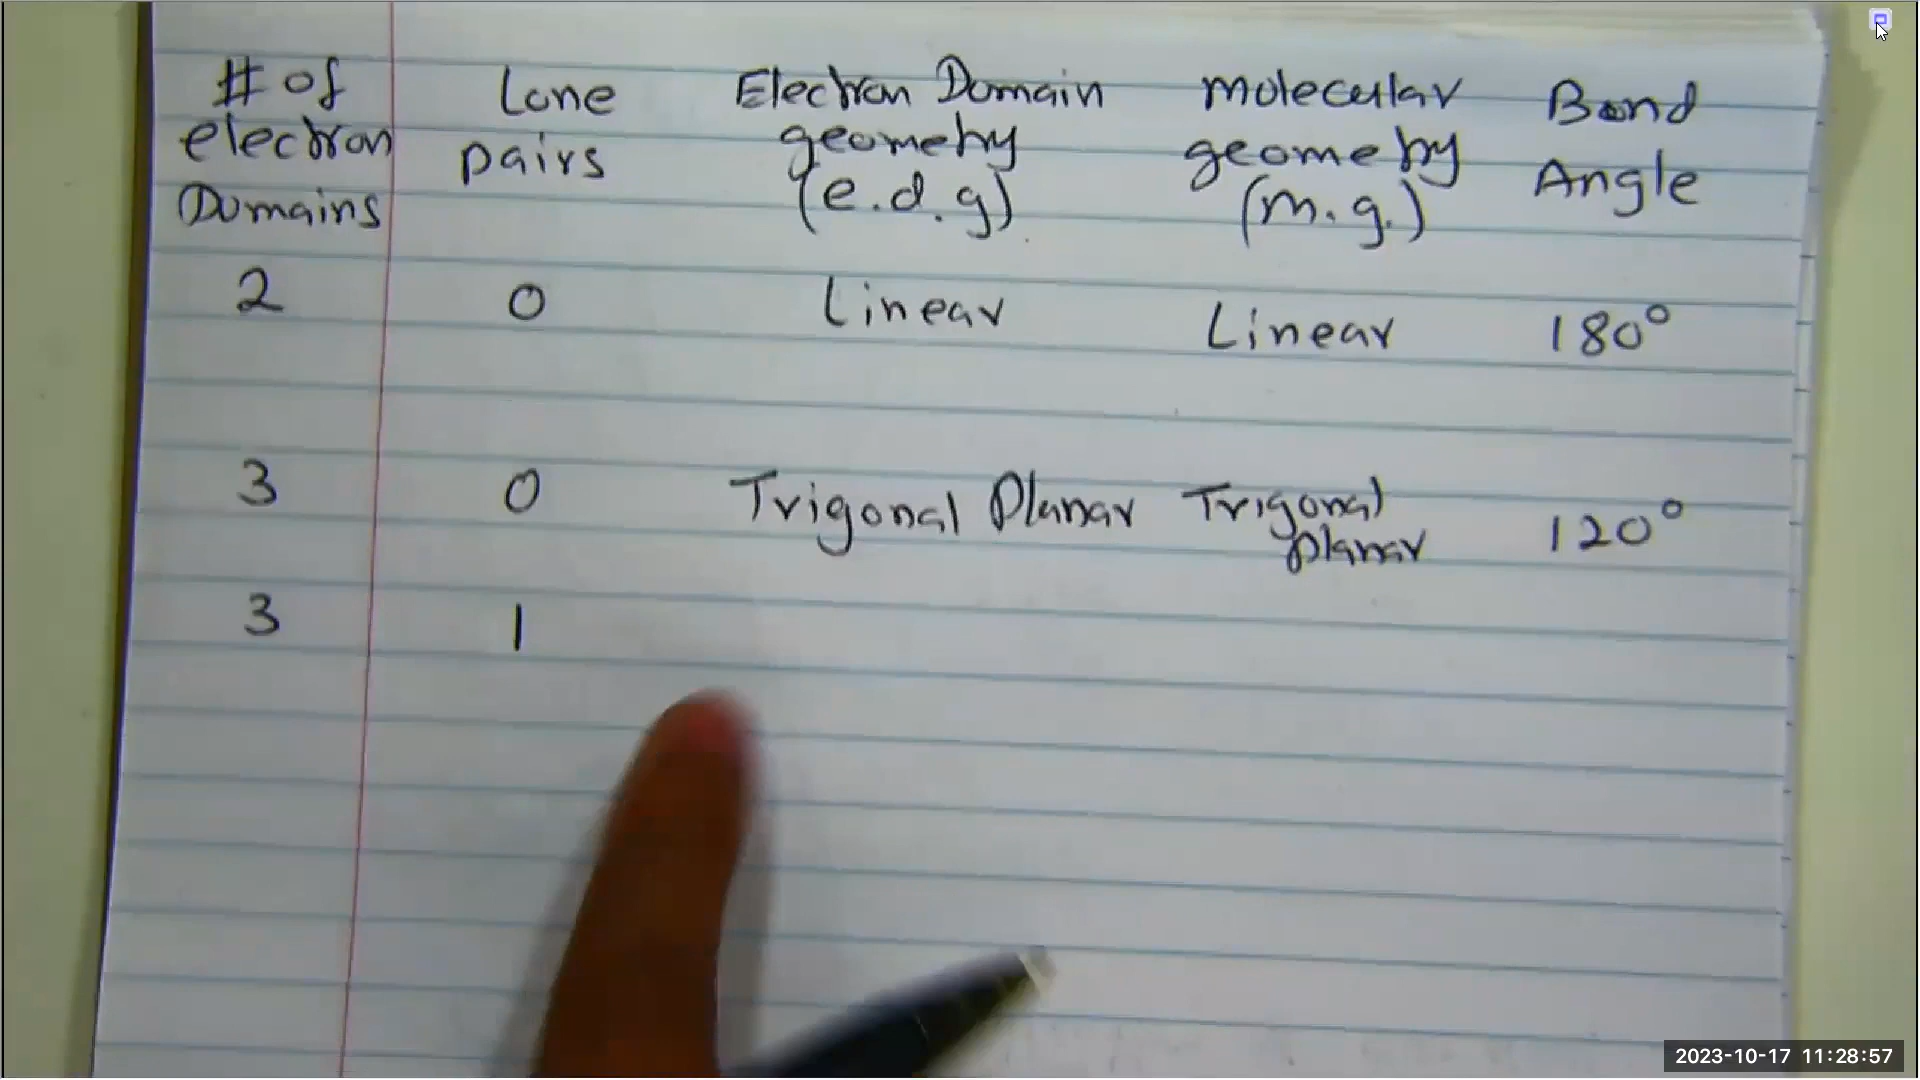 # of electron Domains
Lone pairs
Electron Domain geometry (e.d.g)
Molecular geometry (m.g.)
Bond Angle
2 0 Linear Linear 180°
3 0 Trigonal Planar Trigonal planar 120°
3 1
2023-10-17 11:28:57